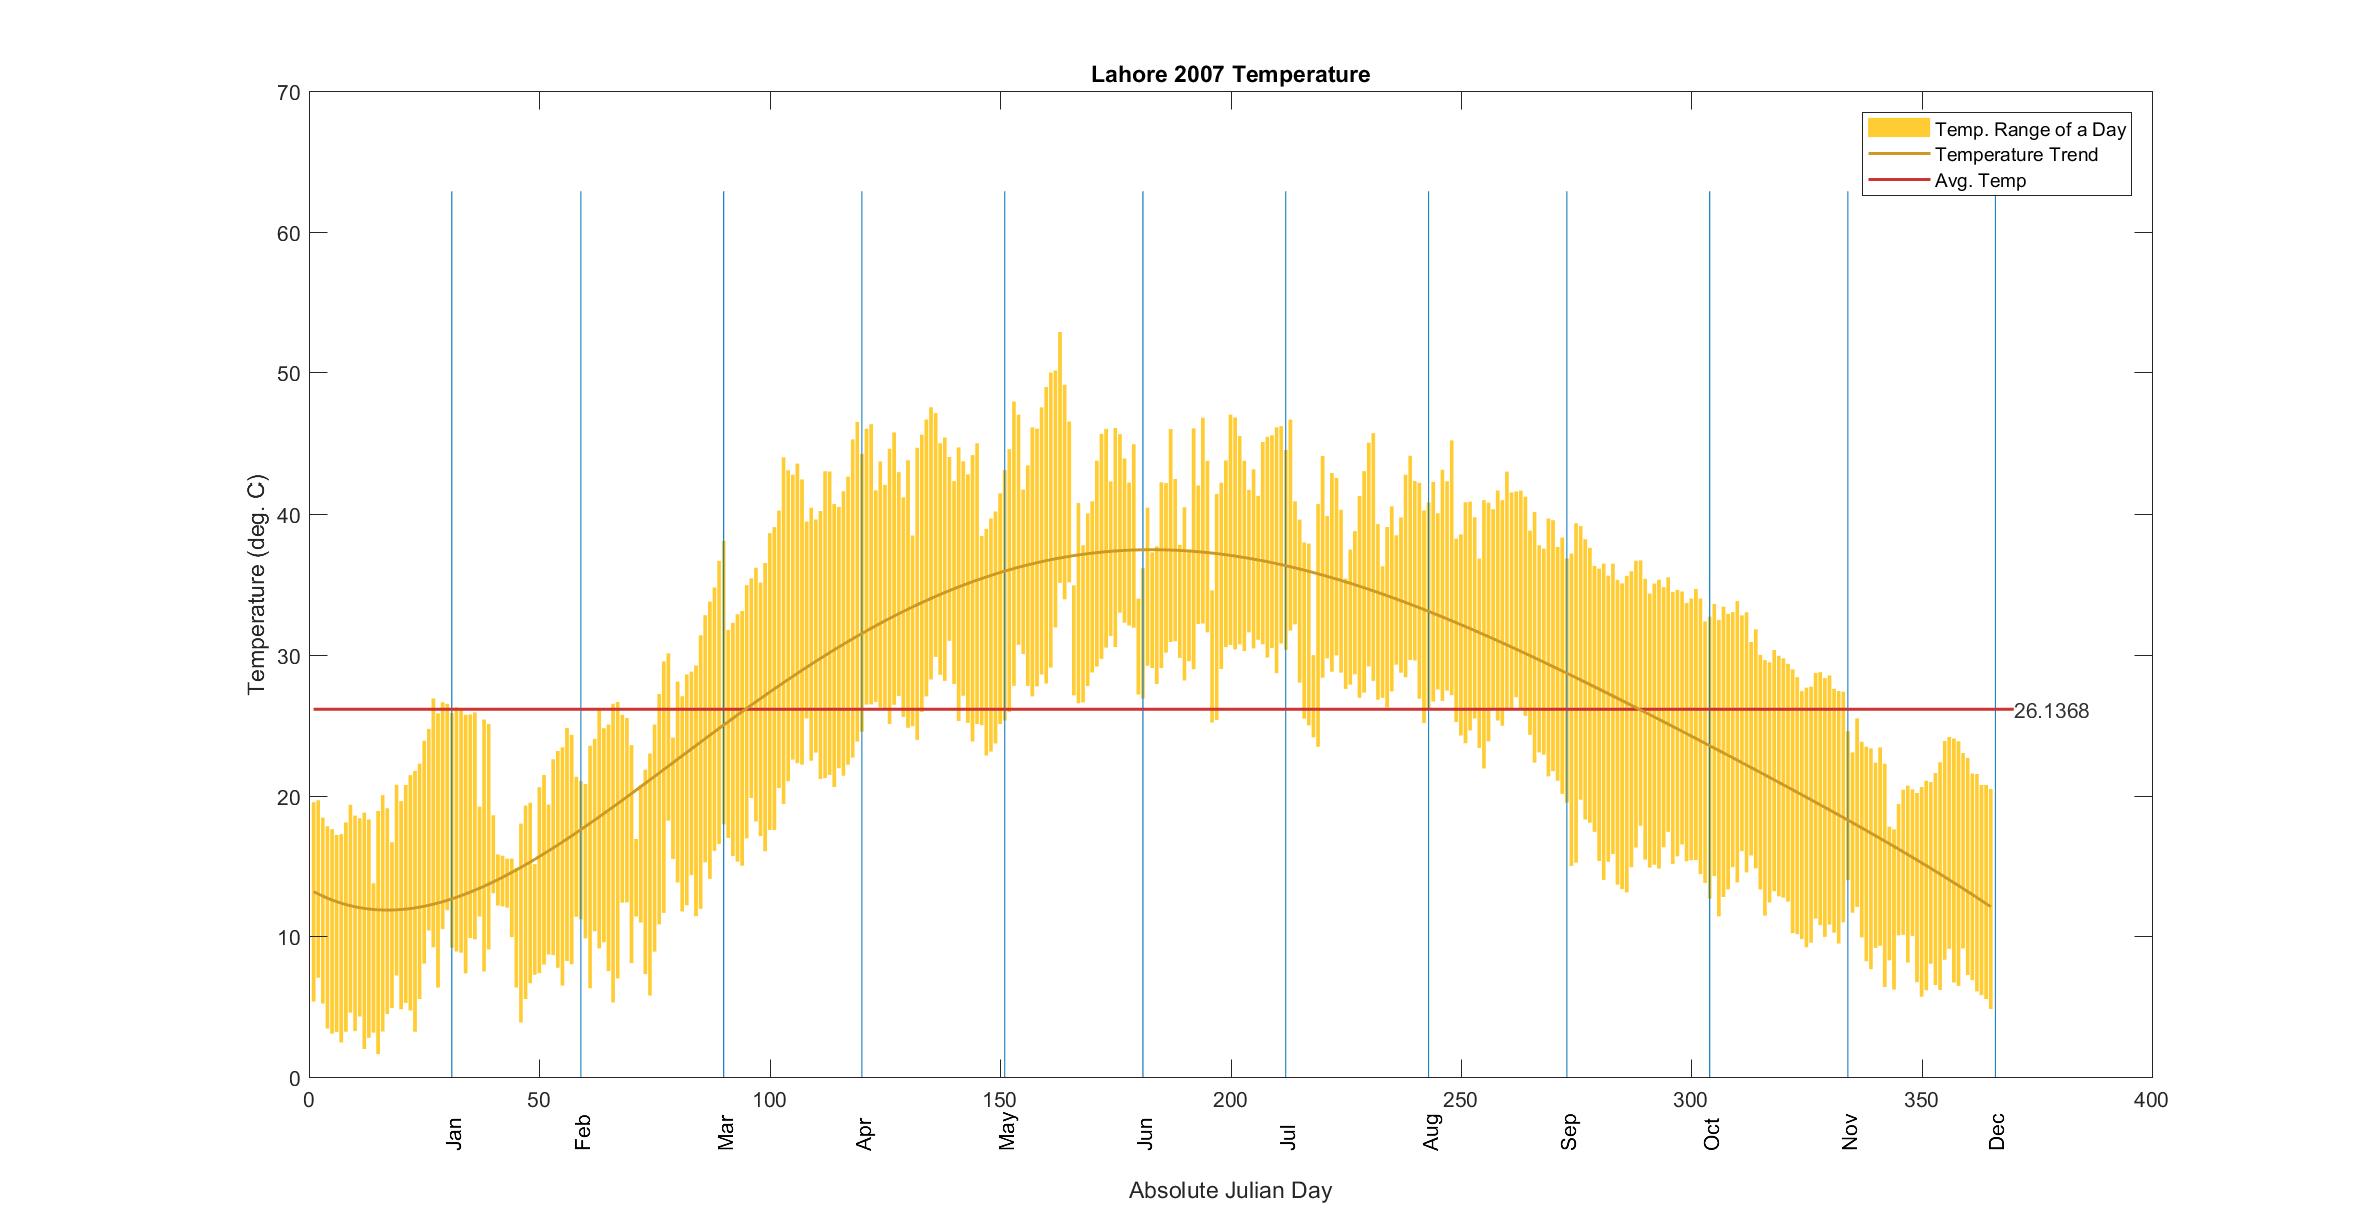 Lahore 2007 Temperature
70
60
50
40
30
20
10
0
Temperature (deg. C)
Temp. Range of a Day
Temperature Trend
Avg. Temp
26.1368
0 50 100 150 200 250 300 350 400
Jan Feb Mar Apr May Jun Jul Aug Sep Oct Nov Dec
Absolute Julian Day